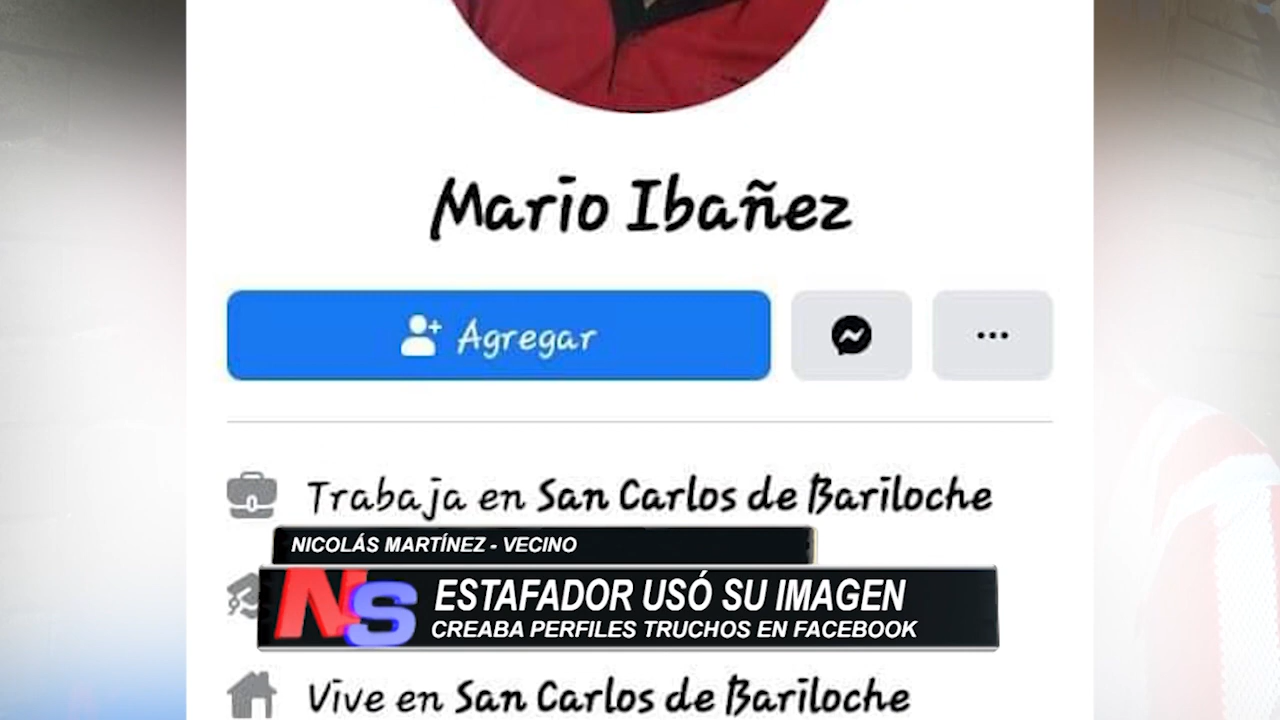 Mario Ibañez
Agregar
Trabaja en San Carlos de Bariloche
NICOLÁS MARTÍNEZ - VECINO
NS
ESTAFADOR USÓ SU IMAGEN
CREABA PERFILES TRUCHOS EN FACEBOOK
Vive en San Carlos de Bariloche